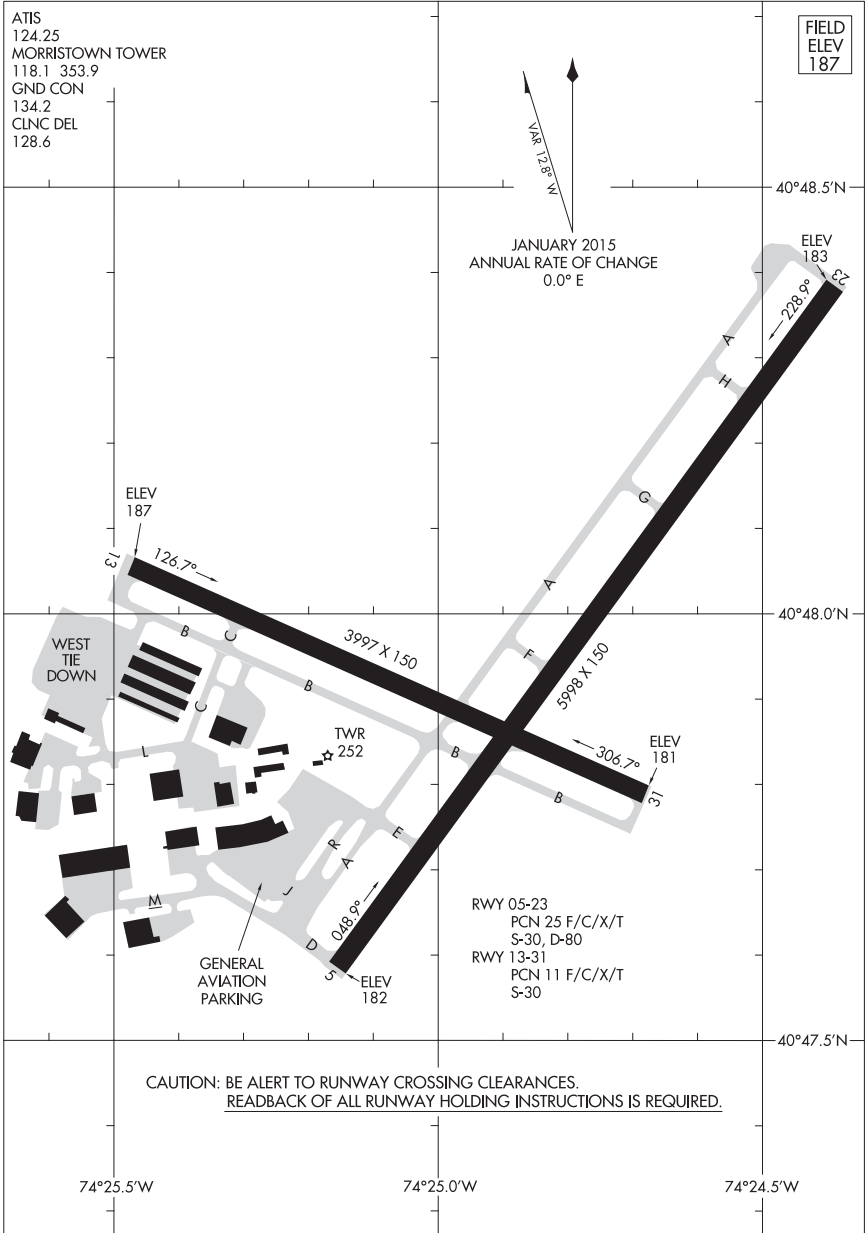 ATIS
124.25
MORRISTOWN TOWER
118.1 353.9
GND CON
134.2
CLNC DEL
128.6
FIELD
ELEV
187
VAR 12.8° W
40°48.5'N
JANUARY 2015
ANNUAL RATE OF CHANGE
0.0° E
ELEV
183
23
228.9°
A
H
G
ELEV
187
13
126.7°
A
40°48.0'N
B
C
3997 X 150
WEST
TIE
DOWN
F
5998 X 150
B
C
TWR
252
L
B
306.7°
ELEV
181
B
31
E
R
A
J
M
048.9°
D
5
ELEV
182
GENERAL
AVIATION
PARKING
RWY 05-23
PCN 25 F/C/X/T
S-30, D-80
RWY 13-31
PCN 11 F/C/X/T
S-30
40°47.5'N
CAUTION: BE ALERT TO RUNWAY CROSSING CLEARANCES.
READBACK OF ALL RUNWAY HOLDING INSTRUCTIONS IS REQUIRED.
74°25.5'W
74°25.0'W
74°24.5'W